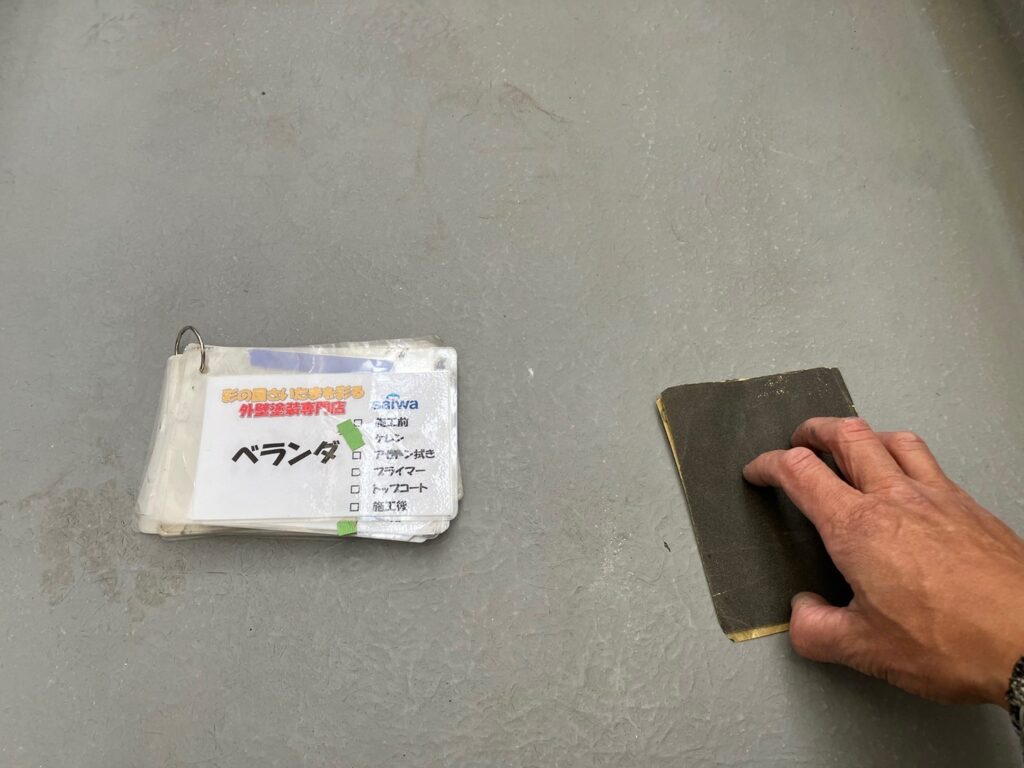 彩の国さいたまを彩る
外壁塗装専門店
saiwa
ベランダ
□ 施工前
ケレン
□ アセトン拭き
□ プライマー
□ トップコート
□ 施工後